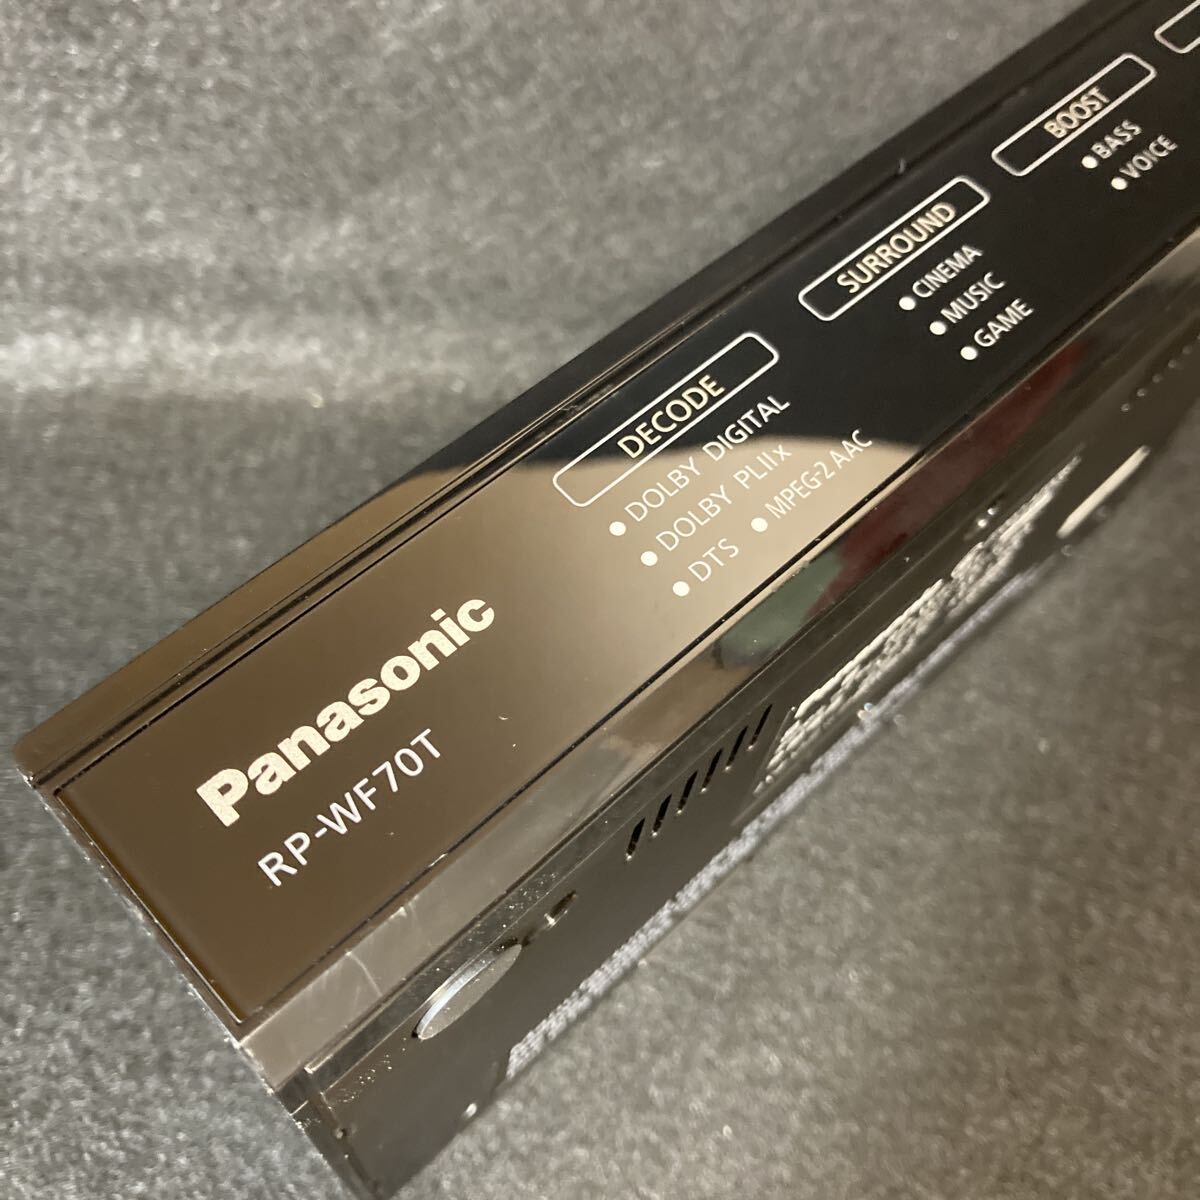 Panasonic
RP-WF70T
DECODE
DOLBY DIGITAL
DOLBY PLIIx
DTS
MPEG-2 AAC
SURROUND
CINEMA
MUSIC
GAME
BOOST
BASS
VOICE